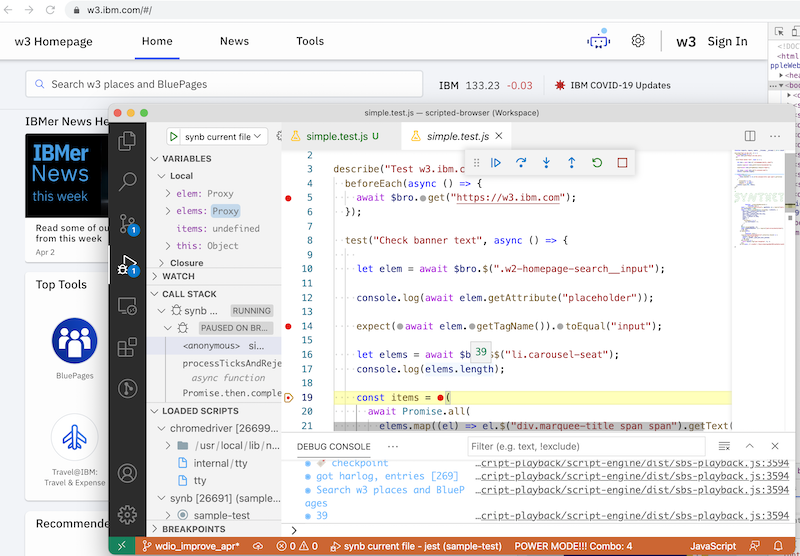 w3.ibm.com/#/
w3 Homepage
Home
News
Tools
w3
Sign In
Search w3 places and BluePages
IBM 133.23 -0.03
IBM COVID-19 Updates
IBMer News He
IBMer
News
this week
Read some of
from this week
Apr 2
Top Tools
BluePages
Travel@IBM:
Travel & Expense
Recommende
<!DOC
<html
ppleWeb
<he
<body
simple.test.js — scripted-browser (Workspace)
synb current file
simple.test.js U
simple.test.js
VARIABLES
Local
elem: Proxy
elems: Proxy
items: undefined
this: Object
Closure
WATCH
CALL STACK
synb ... RUNNING
PAUSED ON BR...
<anonymous> si...
processTicksAndReje
async function
Promise.then.comple
LOADED SCRIPTS
chromedriver [26699
/usr/local/lib/n...
internal/tty
tty
synb [26691] (sample...
sample-test
BREAKPOINTS
1
1
2
3 describe("Test w3.ibm.c
4 beforeEach(async () => {
5 await $bro.get("https://w3.ibm.com");
6 });
7
8 test("Check banner text", async () => {
9
10 let elem = await $bro.$(".w2-homepage-search__input");
11
12 console.log(await elem.getAttribute("placeholder"));
13
14 expect(await elem.getTagName()).toEqual("input");
15
16 let elems = await $b $$("li.carousel-seat");
39
17 console.log(elems.length);
18
19 const items = (
20 await Promise.all(
21 elems.map((el) => el.$("div.marquee-title span span").getText(
DEBUG CONSOLE
Filter (e.g. text, !exclude)
checkpoint …cript-playback/script-engine/dist/sbs-playback.js:3594
got harlog, entries [269] …cript-playback/script-engine/dist/sbs-playback.js:3594
Search w3 places and BlueP …cript-playback/script-engine/dist/sbs-playback.js:3594
ages
39 …cript-playback/script-engine/dist/sbs-playback.js:3594
wdio_improve_apr*
0
0
synb current file - jest (sample-test)
POWER MODE!!! Combo: 4
JavaScript